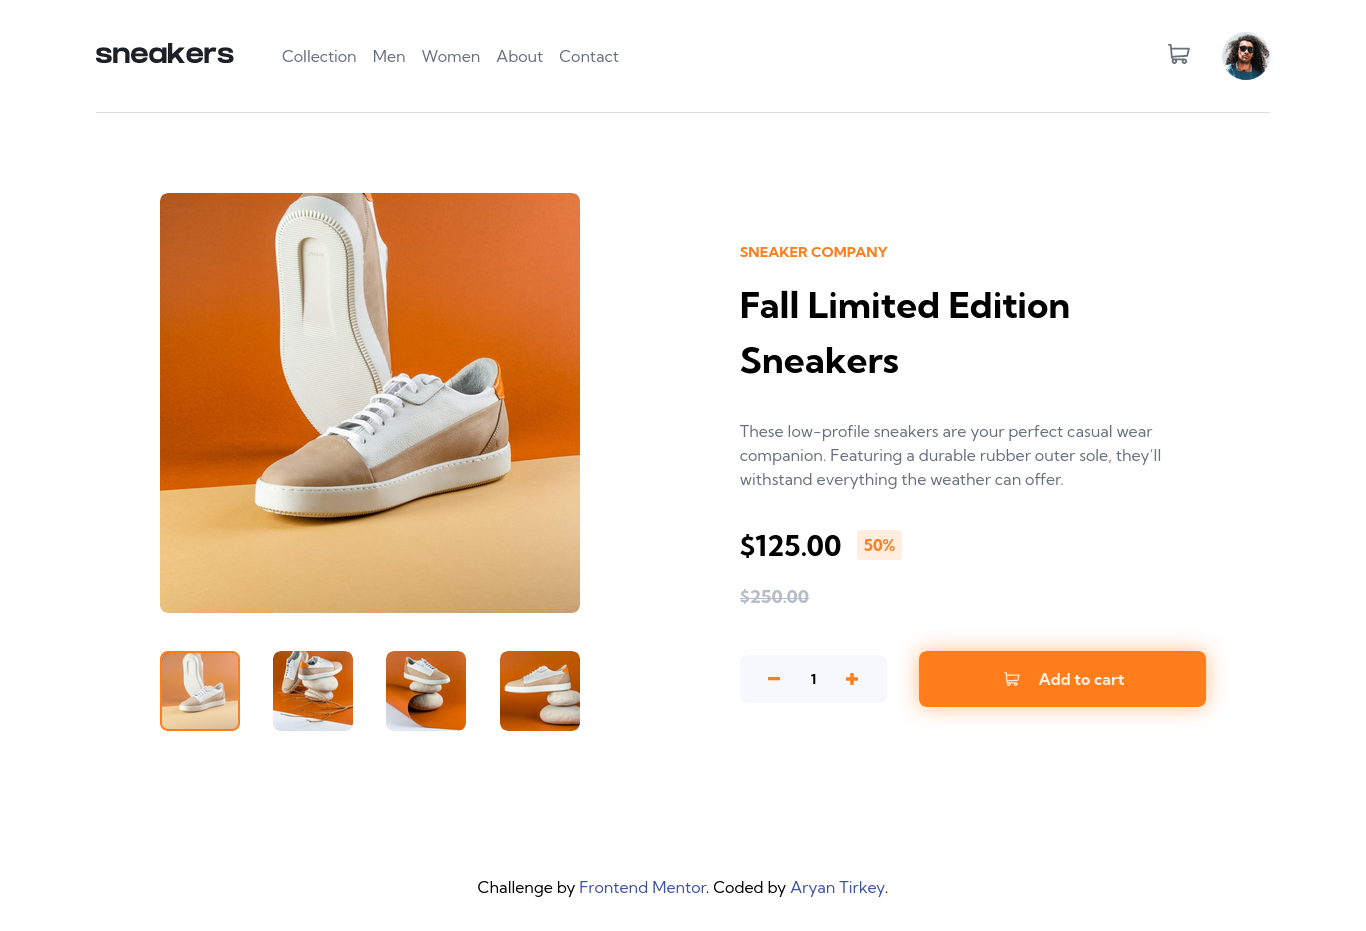 sneakers
Collection Men Women About Contact
SNEAKER COMPANY
Fall Limited Edition
Sneakers
These low-profile sneakers are your perfect casual wear
companion. Featuring a durable rubber outer sole, they’ll
withstand everything the weather can offer.
$125.00 50%
$250.00
1
Add to cart
Challenge by Frontend Mentor. Coded by Aryan Tirkey.